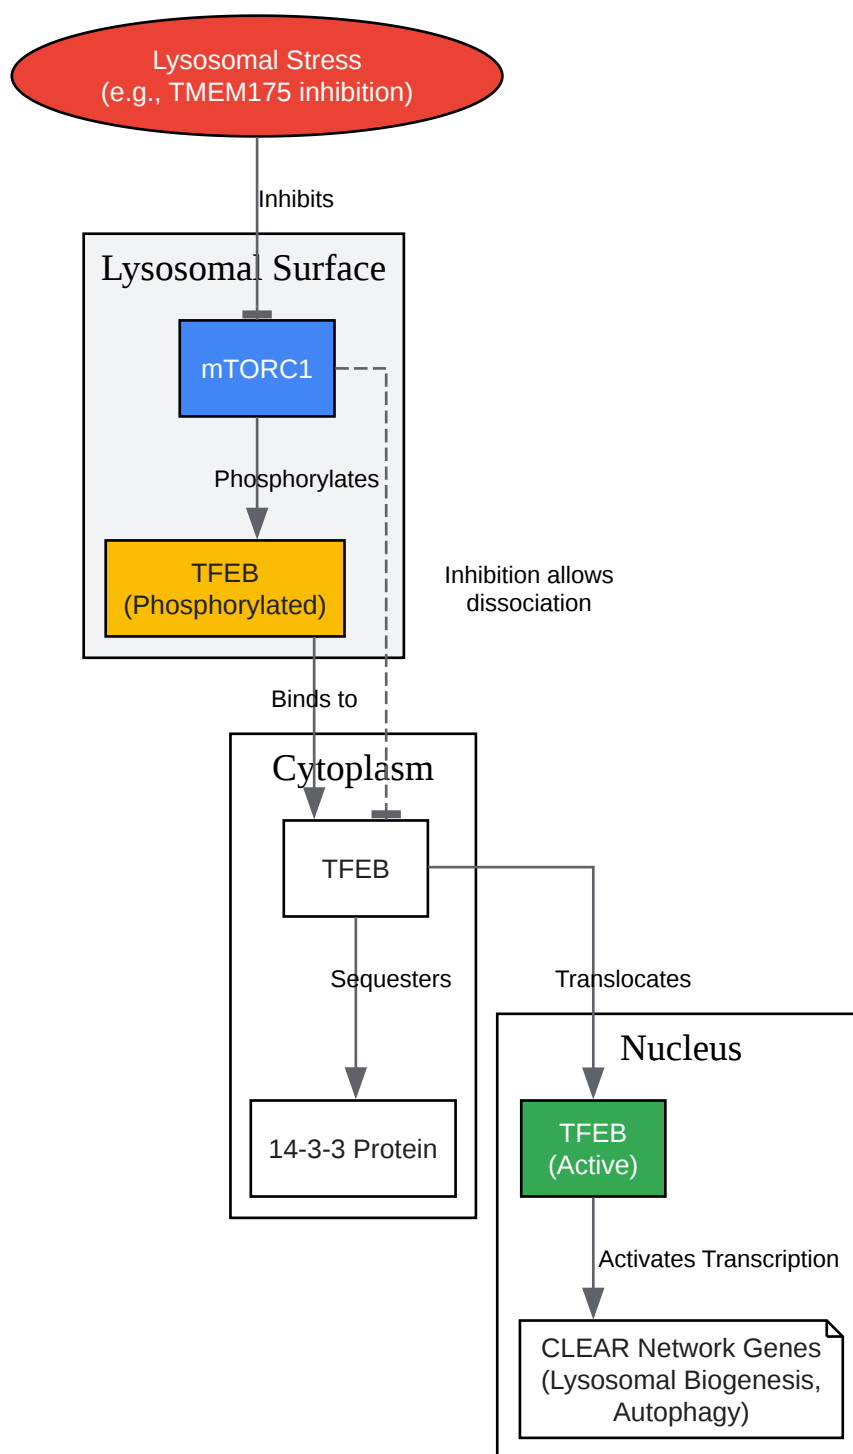 Lysosomal Stress
(e.g., TMEM175 inhibition)
Inhibits
Lysosomal Surface
mTORC1
Phosphorylates
TFEB
(Phosphorylated)
Inhibition allows
dissociation
Binds to
Cytoplasm
TFEB
Sequesters
Translocates
Nucleus
14-3-3 Protein
TFEB
(Active)
Activates Transcription
CLEAR Network Genes
(Lysosomal Biogenesis,
Autophagy)